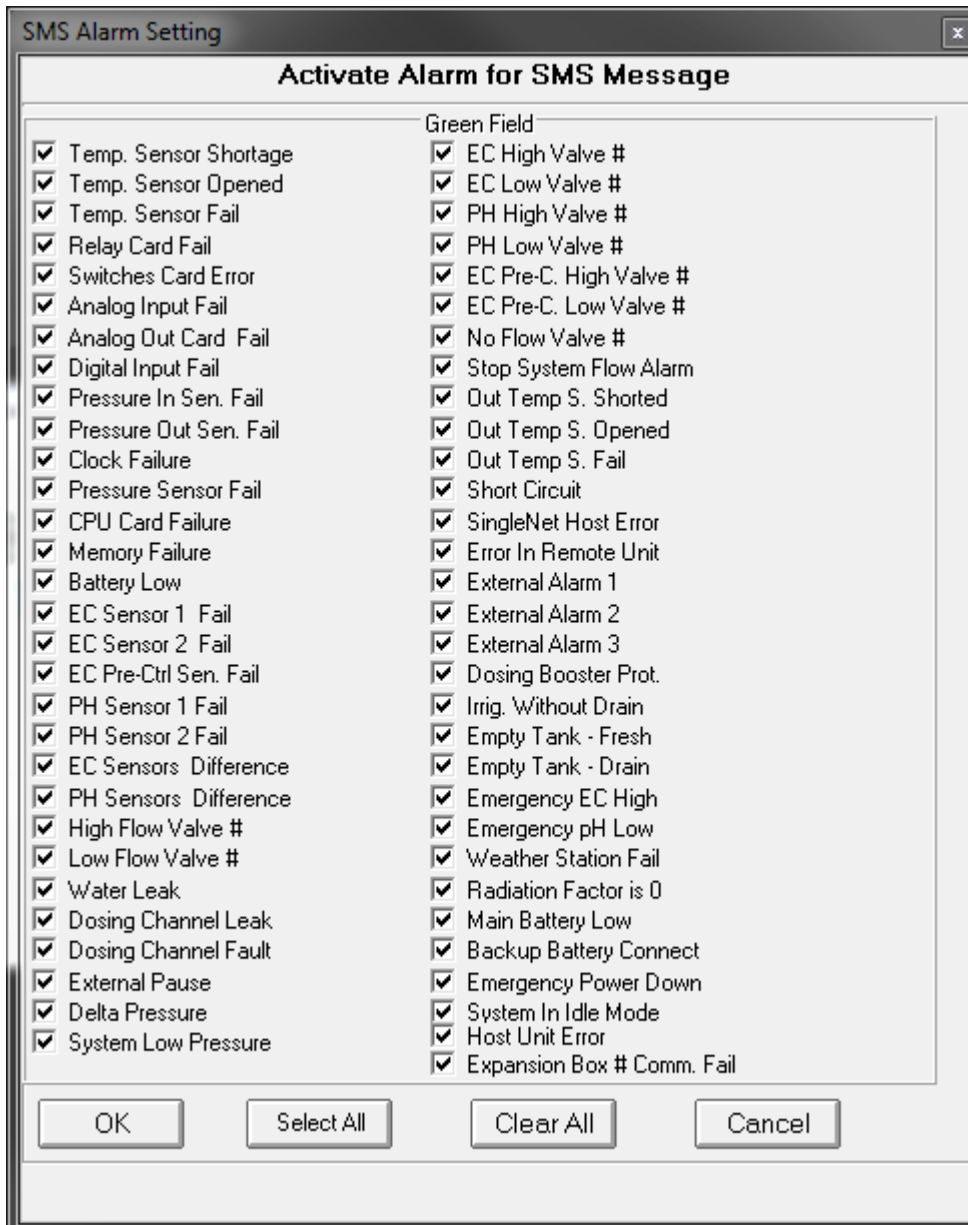 SMS Alarm Setting
x
Activate Alarm for SMS Message
Green Field
Temp. Sensor Shortage
Temp. Sensor Opened
Temp. Sensor Fail
Relay Card Fail
Switches Card Error
Analog Input Fail
Analog Out Card  Fail
Digital Input Fail
Pressure In Sen. Fail
Pressure Out Sen. Fail
Clock Failure
Pressure Sensor Fail
CPU Card Failure
Memory Failure
Battery Low
EC Sensor 1  Fail
EC Sensor 2  Fail
EC Pre-Ctrl Sen. Fail
PH Sensor 1 Fail
PH Sensor 2 Fail
EC Sensors  Difference
PH Sensors  Difference
High Flow Valve #
Low Flow Valve #
Water Leak
Dosing Channel Leak
Dosing Channel Fault
External Pause
Delta Pressure
System Low Pressure
EC High Valve #
EC Low Valve #
PH High Valve #
PH Low Valve #
EC Pre-C. High Valve #
EC Pre-C. Low Valve #
No Flow Valve #
Stop System Flow Alarm
Out Temp S. Shorted
Out Temp S. Opened
Out Temp S. Fail
Short Circuit
SingleNet Host Error
Error In Remote Unit
External Alarm 1
External Alarm 2
External Alarm 3
Dosing Booster Prot.
Irrig. Without Drain
Empty Tank - Fresh
Empty Tank - Drain
Emergency EC High
Emergency pH Low
Weather Station Fail
Radiation Factor is 0
Main Battery Low
Backup Battery Connect
Emergency Power Down
System In Idle Mode
Host Unit Error
Expansion Box # Comm. Fail
OK
Select All
Clear All
Cancel